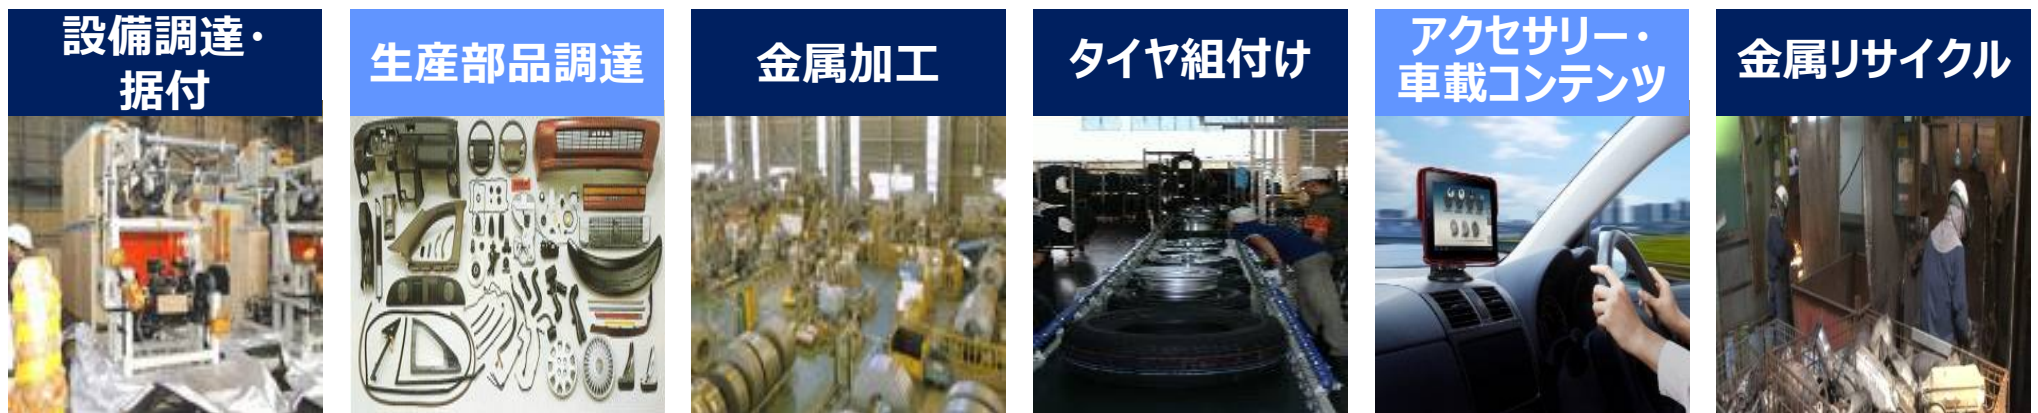 設備調達・
据付
生産部品調達
金属加工
タイヤ組付け
アクセサリー・
車載コンテンツ
金属リサイクル